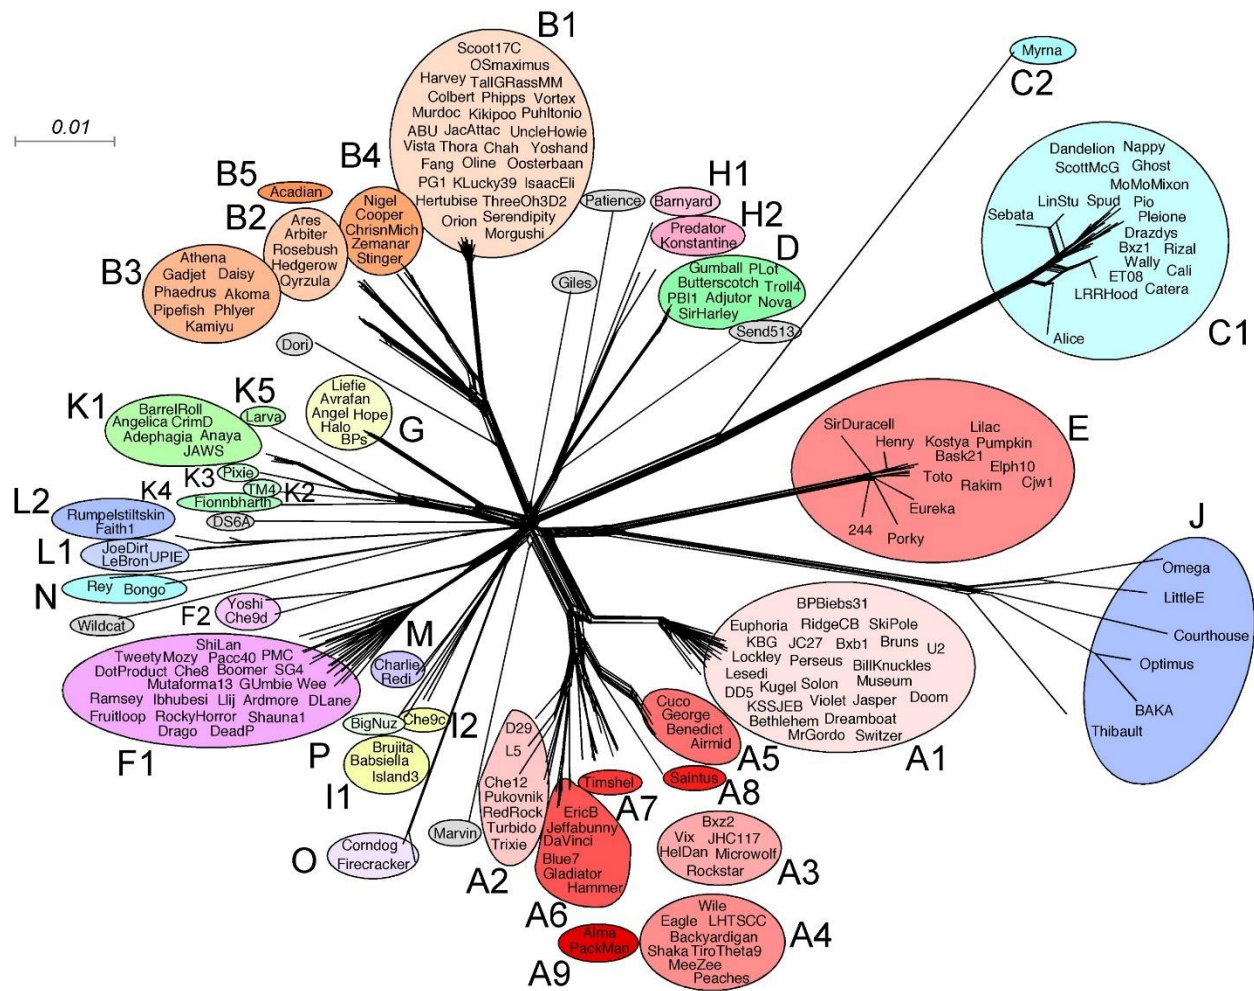 B1
Scoot17C
OSmaximus
Harvey TallGRassMM
Colbert Phipps Vortex
Murdoc Kikipoo Puhltonio
ABU JacAttac UncleHowie
Vista Thora Chah Yoshand
Fang Oline Oosterbaan
PG1 KLucky39 IsaacEli
Hertubise ThreeOh3D2
Orion Serendipity
Morgushi
0.01
Myrna
C2
Dandelion Nappy
ScottMcG Ghost
MoMoMixon
LinStu Spud Pio
Sebata Pleione
Drazdys
Bxz1 Rizal
Wally
ET08 Cali
LRRHood Catera
Alice
C1
B4
Nigel
Cooper
ChrisnMich
Zemanar
Stinger
B5
Acadian
B2
Ares
Arbiter
Rosebush
Hedgerow
Qyrzula
B3
Athena
Gadjet Daisy
Phaedrus Akoma
Pipefish Phlyer
Kamiyu
Patience
Giles
H1
Barnyard
H2
Predator
Konstantine
D
Gumball PLot
Butterscotch Troll4
PBI1 Adjutor Nova
SirHarley
Send513
Dori
G
Liefie
Avrafan
Angel Hope
Halo
BPs
K1
BarrelRoll
Angelica CrimD
Adephagia Anaya
JAWS
K5
Larva
K3
Pixie
TM4
K2
K4
Fionnbharth
DS6A
L2
Rumpelstiltskin
Faith1
L1
JoeDirt
LeBron UPIE
N
Rey Bongo
Wildcat
F2
Yoshi
Che9d
F1
ShiLan
Tweety Mozy Pacc40 PMC
DotProduct Che8 Boomer SG4
Mutaforma13 GUmbie Wee
Ramsey Ibhubesi Llij Ardmore DLane
Fruitloop RockyHorror Shauna1
Drago DeadP
M
Charlie
Redi
P
BigNuz
I2
Che9c
I1
Brujita
Babsiella
Island3
O
Corndog
Firecracker
Marvin
A2
D29
L5
Che12
Pukovnik
RedRock
Turbido
Trixie
A6
EricB
Jeffabunny
DaVinci
Blue7
Gladiator
Hammer
A7
Timshel
A8
Saintus
A5
Cuco
George
Benedict
Airmid
A3
Bxz2
Vix JHC117
HelDan Microwolf
Rockstar
A4
Wile
Eagle LHTSCC
Backyardigan
Shaka TiroTheta9
MeeZee
Peaches
A9
Alma
PackMan
A1
BPBiebs31
Euphoria RidgeCB SkiPole
KBG JC27 Bxb1 Bruns U2
Lockley Perseus BillKnuckles
Lesedi Museum
DD5 Kugel Solon
KSSJEB Violet Jasper Doom
Bethlehem Dreamboat
MrGordo Switzer
E
SirDuracell Lilac
Henry Kostya Pumpkin
Bask21
Toto Elph10
Rakim Cjw1
Eureka
244
Porky
J
Omega
LittleE
Courthouse
Optimus
BAKA
Thibault